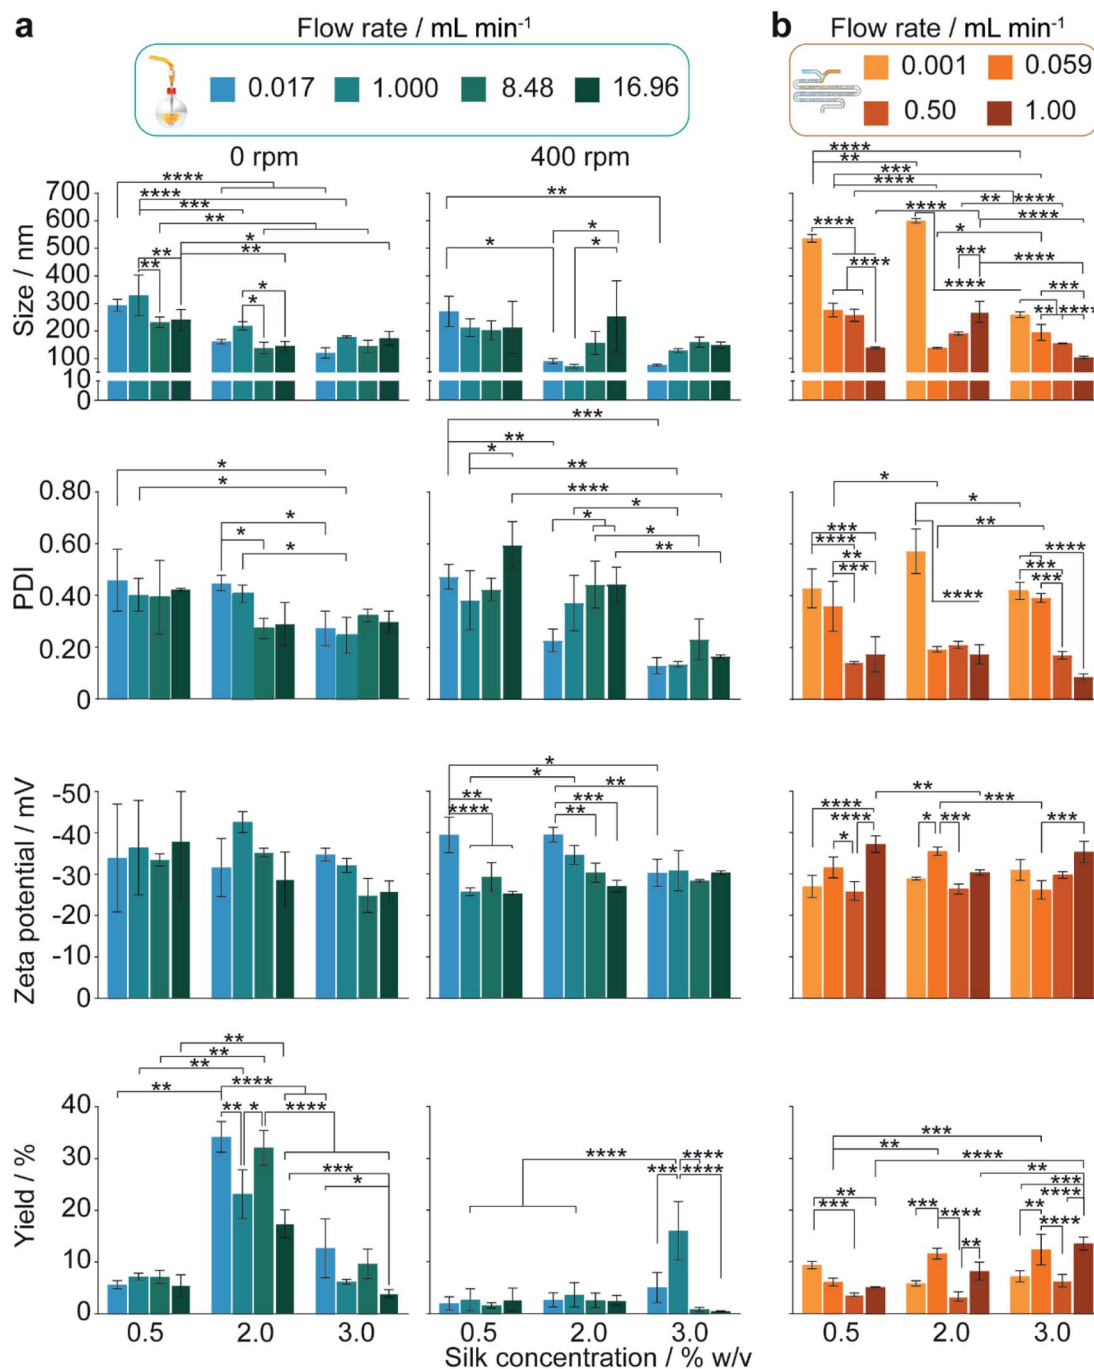 a
Flow rate / mL min⁻¹
0.017 1.000 8.48 16.96
b
Flow rate / mL min⁻¹
0.001 0.059
0.50 1.00
0 rpm 400 rpm
Size / nm
700
600
500
400
300
200
100
10
0
**** **** *** ** * ** ** ** * *
** * * *
**** ** *** **** ** **** **** **** * **** **** *** **** **** *** ** ****
PDI
0.80
0.60
0.40
0.20
0
* * * * *
*** ** * ** **** * * * **
* * *** **** ** *** ** **** **** *** ***
Zeta potential / mV
-50
-40
-30
-20
-10
0
* * ** ** **** *** **
** *** **** **** * * *** ***
Yield / %
40
30
20
10
0
** ** ** ** **** ** * **** *** *
**** *** **** ****
*** ** **** ** ** *** *** **** ** *** ** **** ****
0.5 2.0 3.0 0.5 2.0 3.0 0.5 2.0 3.0
Silk concentration / % w/v